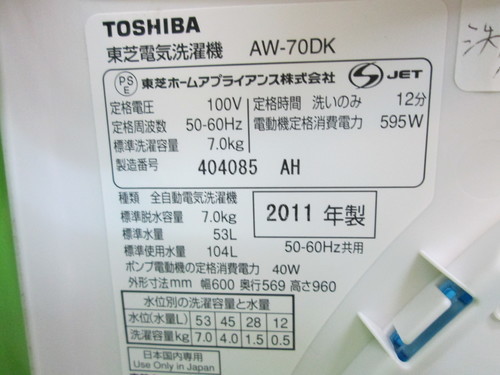 TOSHIBA
東芝電気洗濯機 AW-70DK
PS E 東芝ホームアプライアンス株式会社 S JET
定格電圧 100V 定格時間 洗いのみ 12分
定格周波数 50-60Hz 電動機定格消費電力 595W
標準洗濯容量 7.0kg
製造番号 404085 AH
種類 全自動電気洗濯機
標準脱水容量 7.0kg 2011年製
標準水量 53L
標準使用水量 104L 50-60Hz共用
ポンプ電動機の定格消費電力 40W
外形寸法mm 幅600 奥行569 高さ960
水位別の洗濯容量と水量
水位(水量L) 53 45 28 12
洗濯容量kg 7.0 4.0 1.5 0.5
日本国内専用
Use Only in Japan